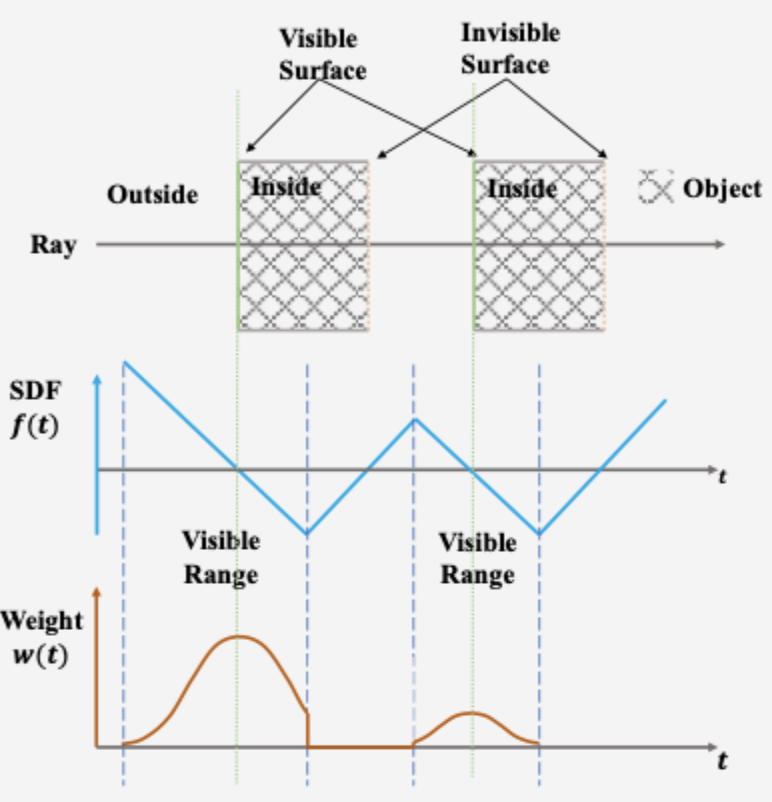 Visible
Surface
Invisible
Surface
Outside
Inside
Inside
Object
Ray
SDF
f(t)
t
Visible
Range
Visible
Range
Weight
w(t)
t